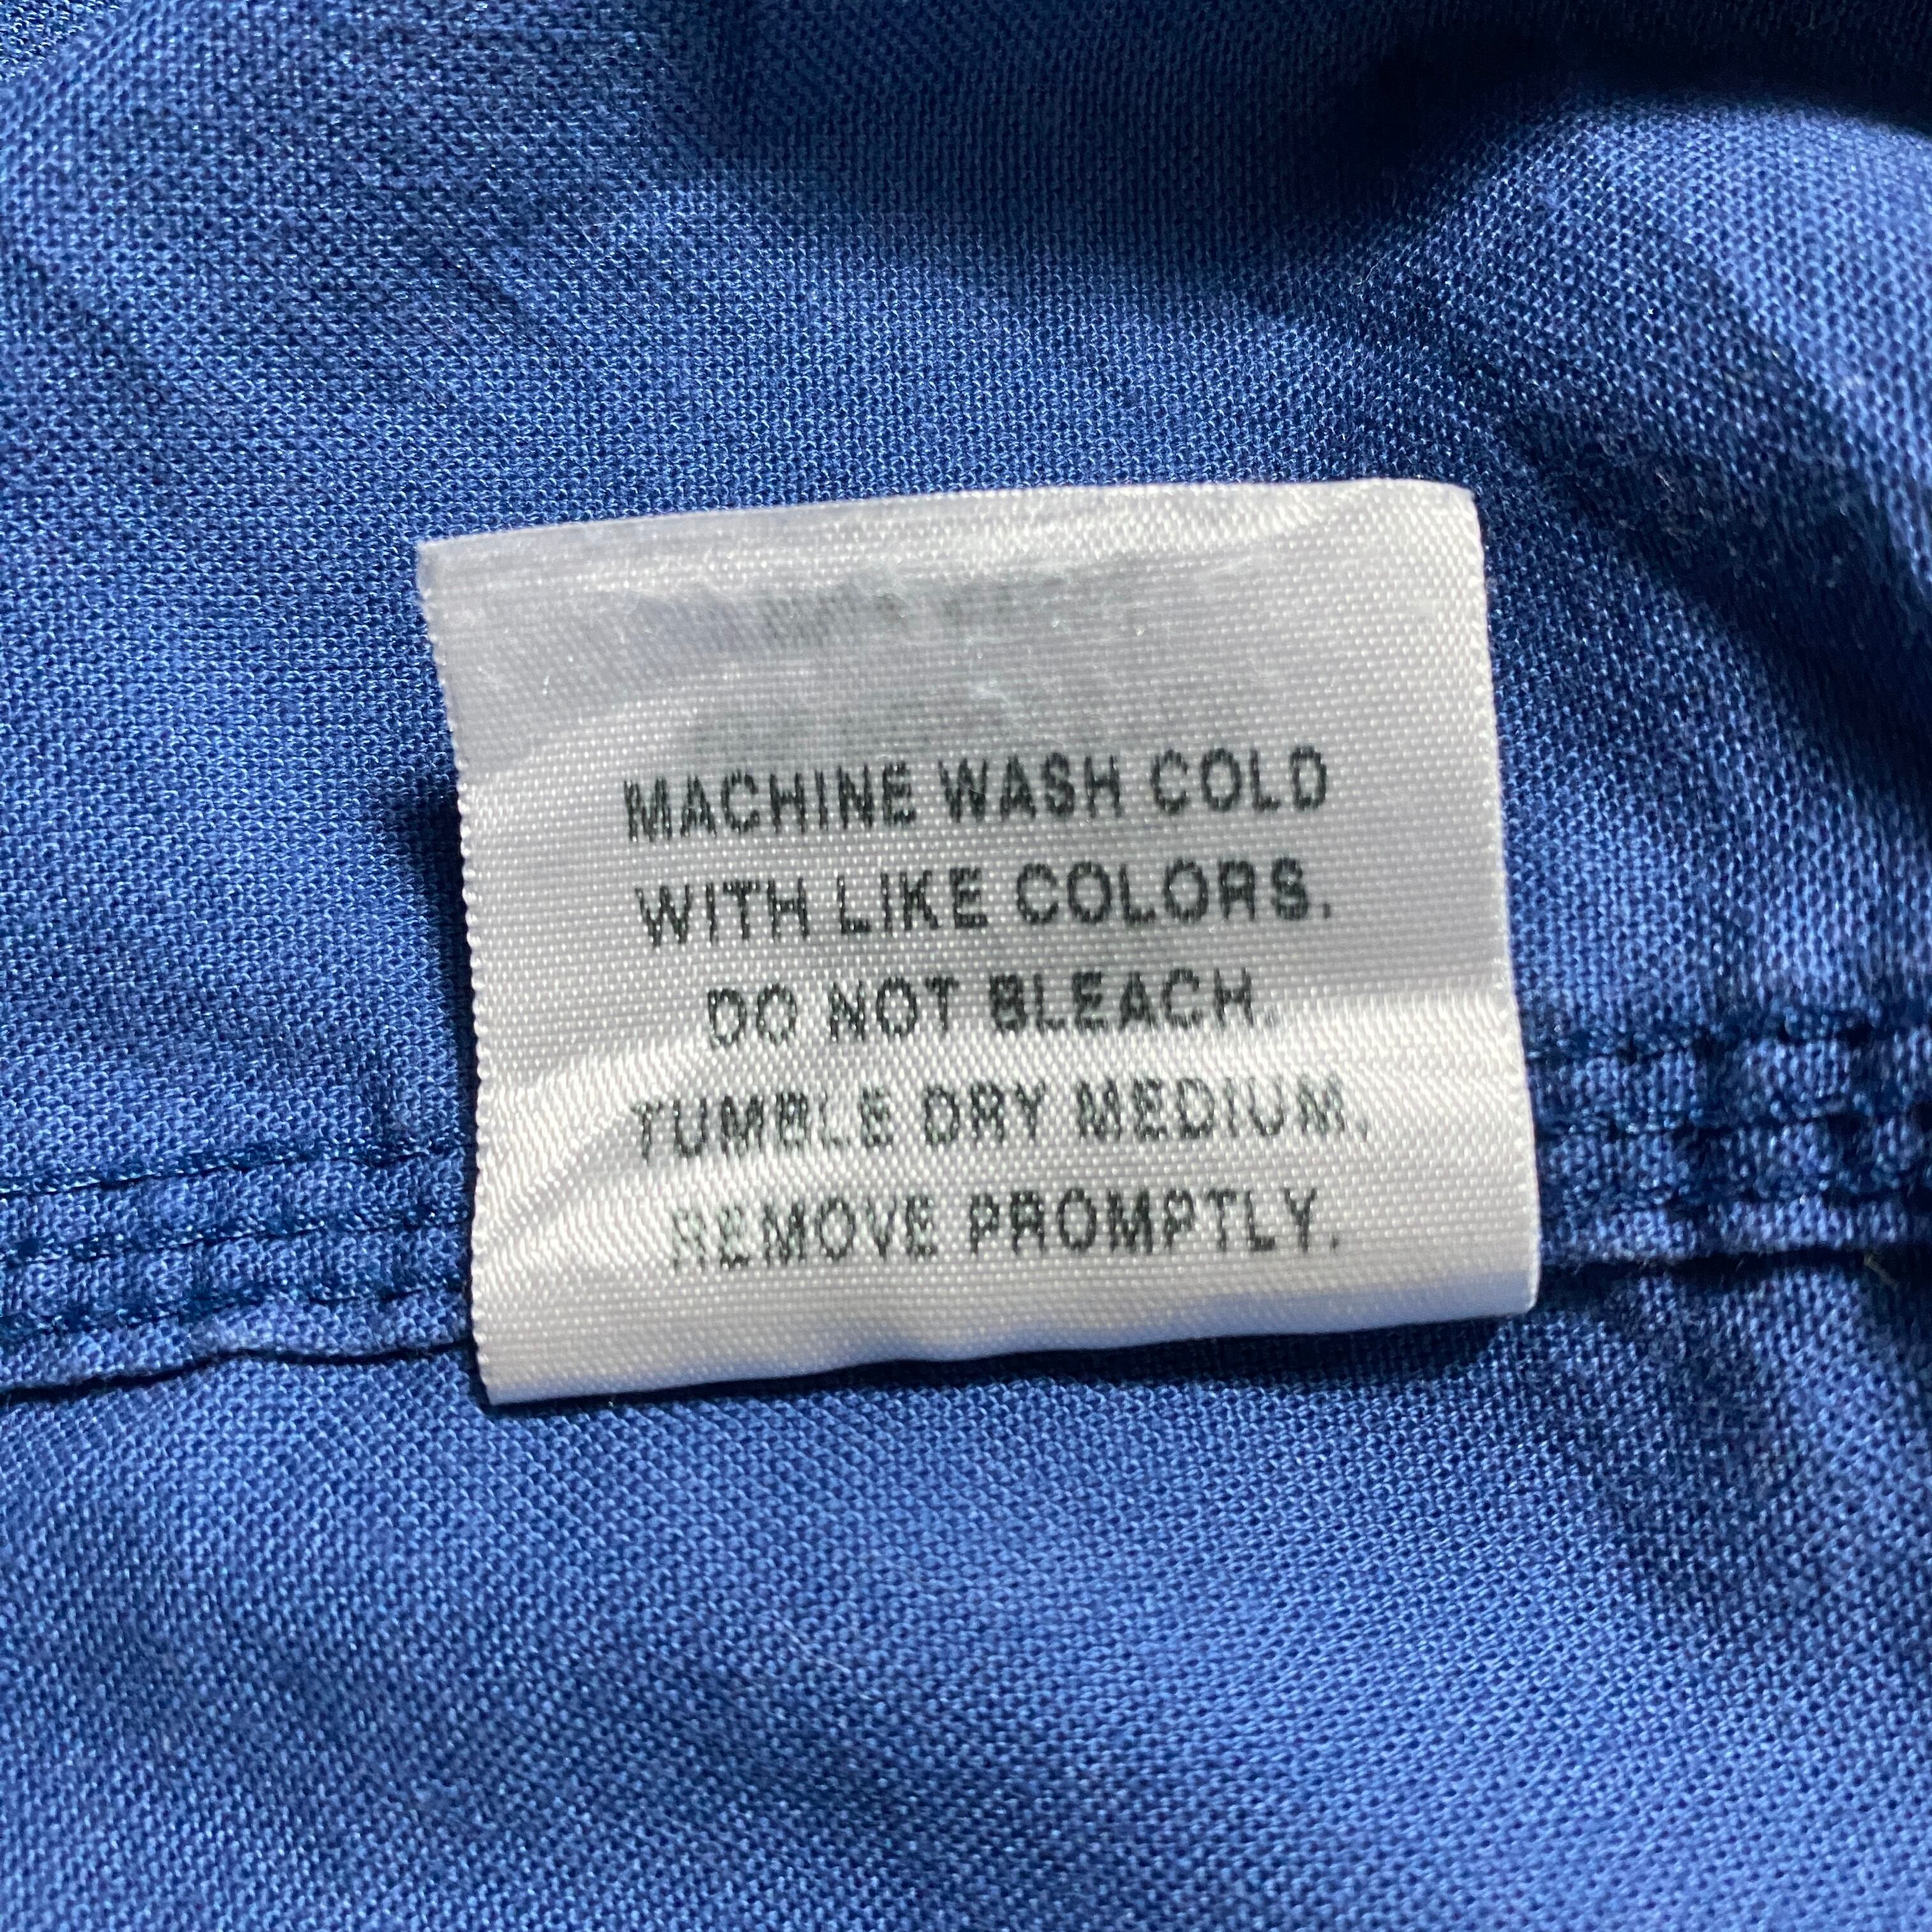 MACHINE WASH COLD
WITH LIKE COLORS.
DO NOT BLEACH.
TUMBLE DRY MEDIUM,
REMOVE PROMPTLY.